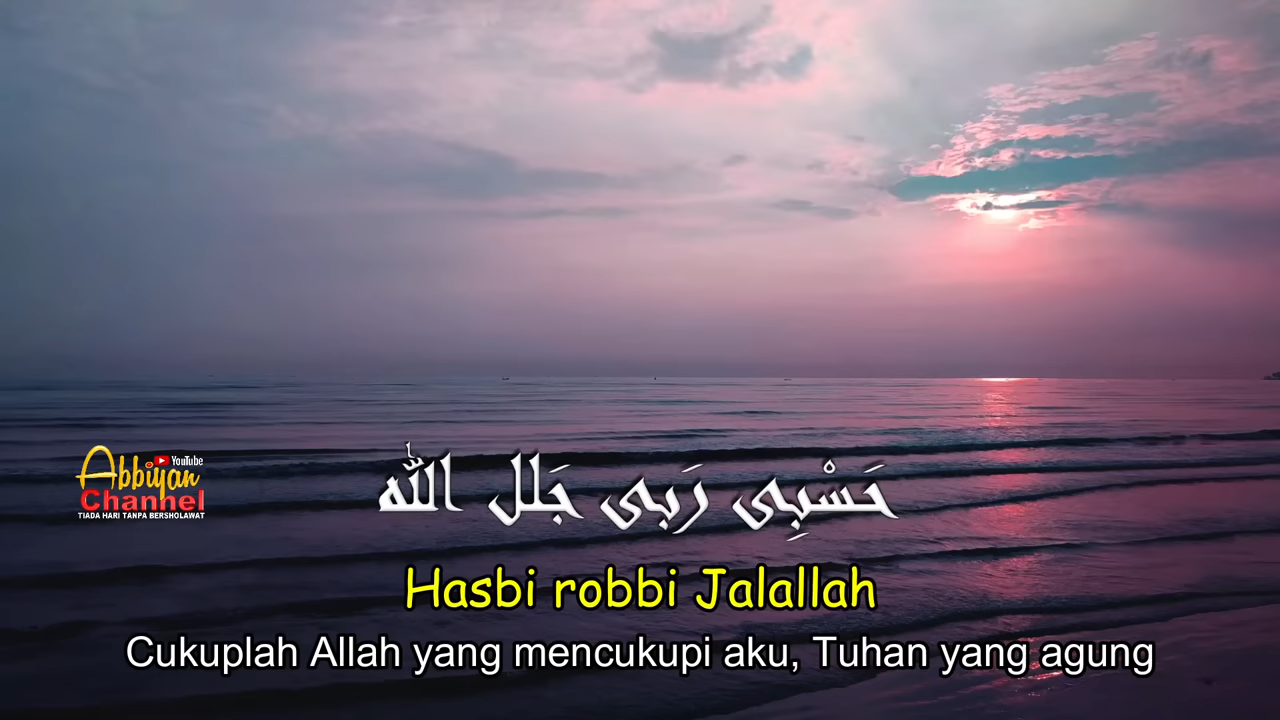 Abbiyan
YouTube
Channel
TIADA HARI TANPA BERSHOLAWAT
حَسْبِى رَبى جَلل الله
Hasbi robbi Jalallah
Cukuplah Allah yang mencukupi aku, Tuhan yang agung